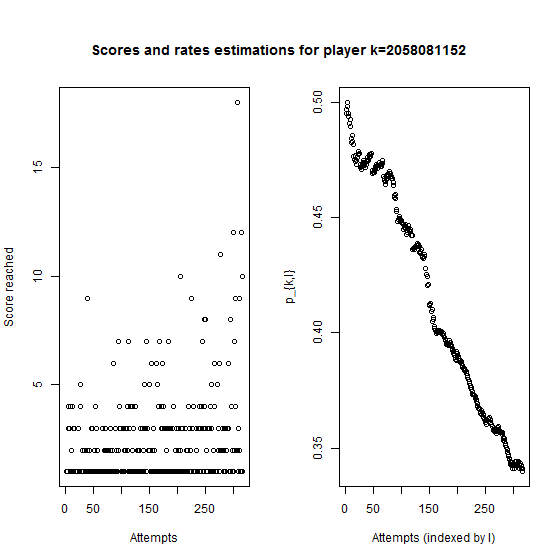 Scores and rates estimations for player k=2058081152
Score reached
15
10
5
0 50 150 250
Attempts
p_{k,l}
0.50
0.45
0.40
0.35
0 50 150 250
Attempts (indexed by l)